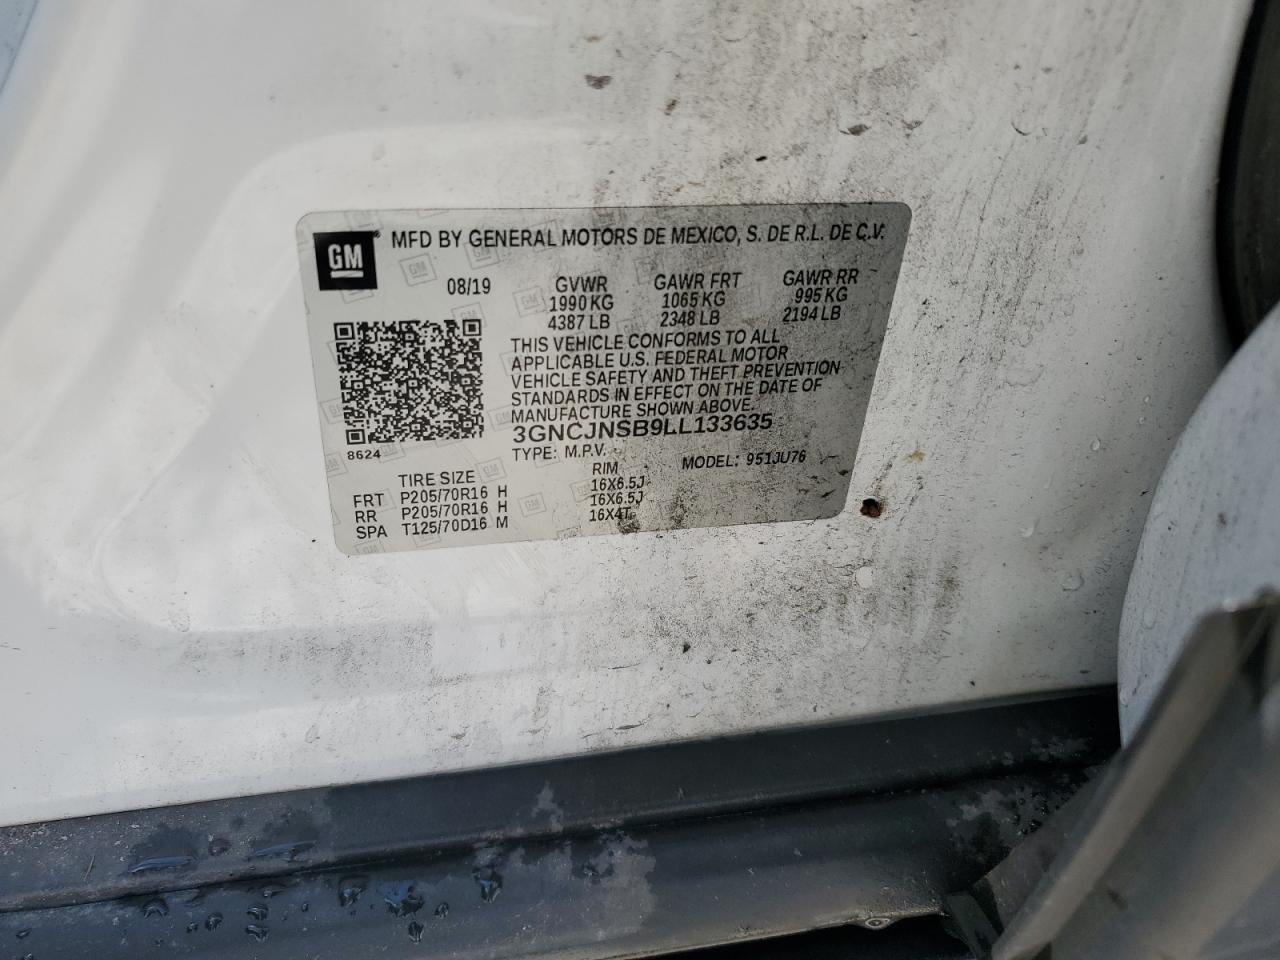 GM
MFD BY GENERAL MOTORS DE MEXICO, S. DE R.L. DE C.V.
08/19 GVWR GAWR FRT GAWR RR
1990 KG 1065 KG 995 KG
4387 LB 2348 LB 2194 LB
THIS VEHICLE CONFORMS TO ALL
APPLICABLE U.S. FEDERAL MOTOR
VEHICLE SAFETY AND THEFT PREVENTION
STANDARDS IN EFFECT ON THE DATE OF
MANUFACTURE SHOWN ABOVE.
3GNCJNSB9LL133635
8624
TYPE: M.P.V. MODEL: 951JU76
TIRE SIZE RIM
FRT P205/70R16 H 16X6.5J
RR P205/70R16 H 16X6.5J
SPA T125/70D16 M 16X4T